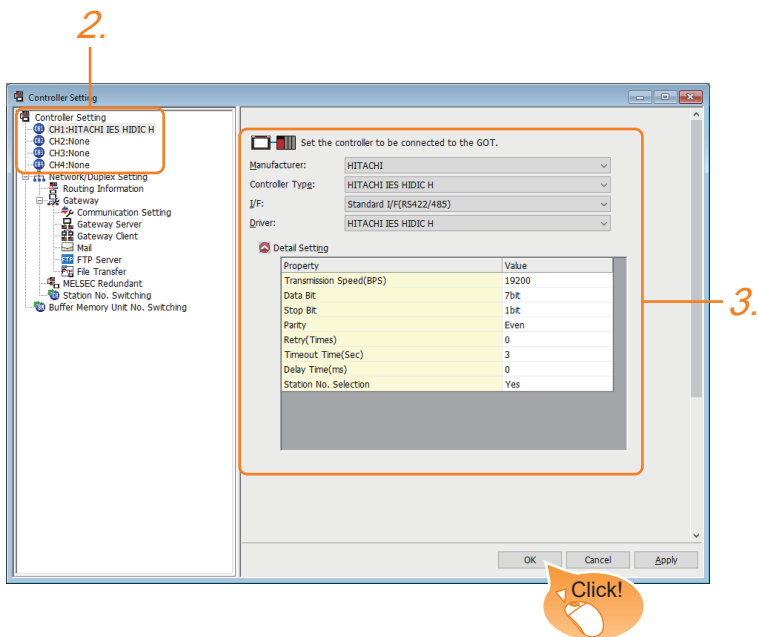 2.
Controller Setting
Controller Setting
CH1:HITACHI IES HIDIC H
CH2:None
CH3:None
CH4:None
Network/Duplex Setting
Routing Information
Gateway
Communication Setting
Gateway Server
Gateway Client
Mail
FTP Server
File Transfer
MELSEC Redundant
Station No. Switching
Buffer Memory Unit No. Switching
Set the controller to be connected to the GOT.
Manufacturer: HITACHI
Controller Type: HITACHI IES HIDIC H
I/F: Standard I/F(RS422/485)
Driver: HITACHI IES HIDIC H
Detail Setting
Property Value
Transmission Speed(BPS) 19200
Data Bit 7bit
Stop Bit 1bit
Parity Even
Retry(Times) 0
Timeout Time(Sec) 3
Delay Time(ms) 0
Station No. Selection Yes
3.
OK Cancel Apply
Click!